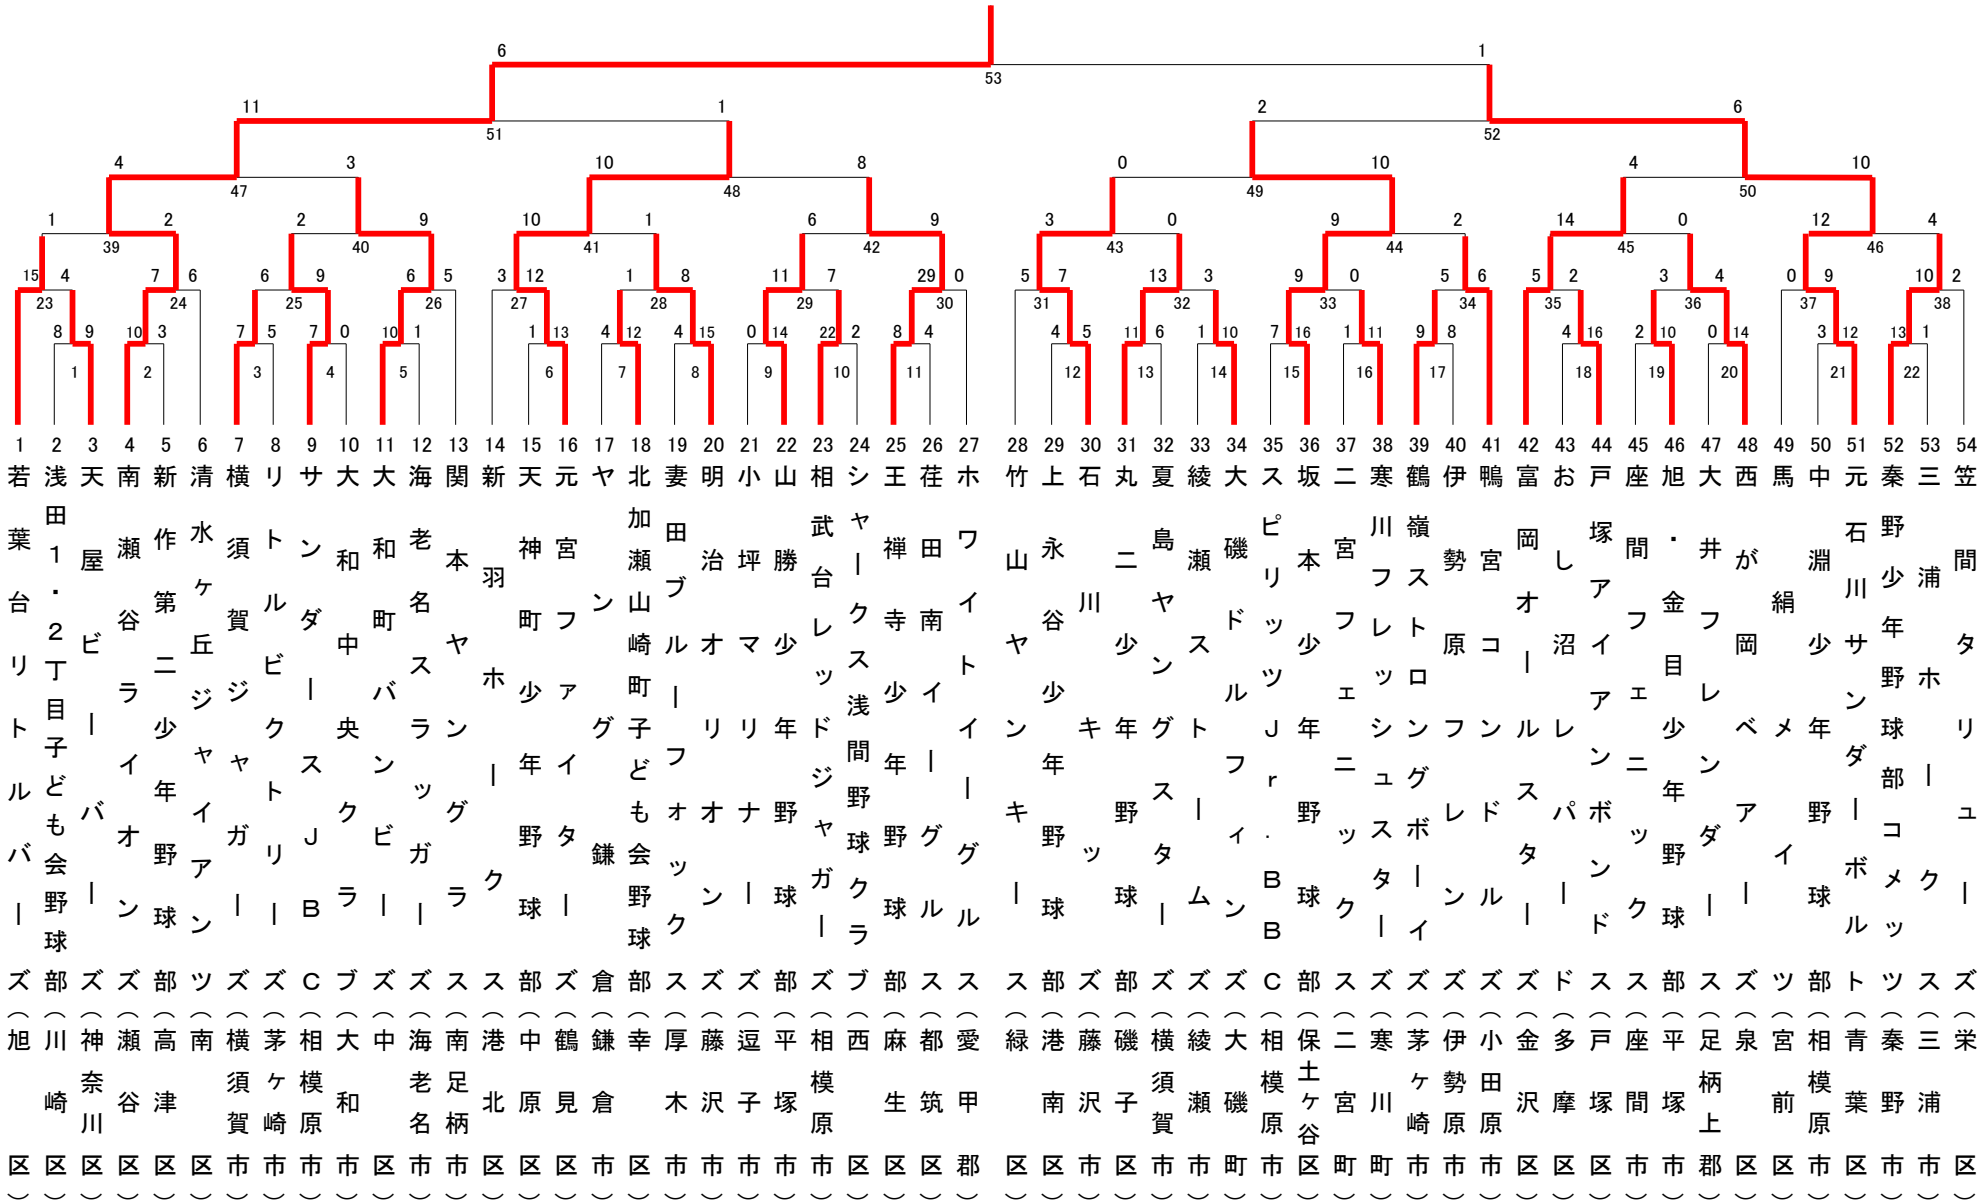 6 1
53
11 1 2 6
51 52
4 3 10 8 0 10 4 10
47 48 49 50
1 2 2 9 10 1 6 9 3 0 9 2 14 0 12 4
39 40 41 42 43 44 45 46
15 4 7 6 6 9 6 5 3 12 1 8 11 7 29 0 5 7 13 3 9 0 5 6 5 2 3 4 0 9 10 2
23 24 25 26 27 28 29 30 31 32 33 34 35 36 37 38
8 9 10 3 7 5 7 0 10 1 1 13 4 12 4 15 0 14 22 2 8 4 4 5 11 6 1 10 7 16 1 11 9 8 4 16 2 10 0 14 3 12 13 1
1 2 3 4 5 6 7 8 9 10 11 12 13 14 15 16 17 18 19 20 21 22
1 若葉台リトルバーズ（旭区）
2 浅田1・2丁目子ども会野球部（川崎区）
3 天屋ビーバーズ（神奈川区）
4 南瀬谷ライオンズ（瀬谷区）
5 新作第二少年野球部（高津区）
6 清水ヶ丘ジャイアンツ（南区）
7 横須賀ジャガーズ（横須賀市）
8 リトルビクトリーズ（茅ヶ崎市）
9 サンダースJBC（相模原市）
10 大和中央クラブ（大和市）
11 大和町バンビーズ（中区）
12 海老名スラッガーズ（海老名市）
13 関本ヤングラス（南足柄市）
14 新羽ホークス（港北区）
15 天神町少年野球部（中原区）
16 元宮ファイターズ（鶴見区）
17 ヤング鎌倉（鎌倉市）
18 北加瀬山崎町子ども会野球部（幸区）
19 妻田ブルーフォックス（厚木市）
20 明治オリオンズ（藤沢市）
21 小坪マリナーズ（逗子市）
22 山勝少年野球部（平塚市）
23 相武台レッドジャガーズ（相模原市）
24 シャークス浅間野球クラブ（西区）
25 王禅寺少年野球部（麻生区）
26 荏田南イーグルス（都筑区）
27 ホワイトイーグルス（愛甲郡）
28 竹山ヤンキース（緑区）
29 上永谷少年野球部（港南区）
30 石川キッズ（藤沢市）
31 丸二少年野球部（磯子区）
32 夏島ヤングスターズ（横須賀市）
33 綾瀬ストームズ（綾瀬市）
34 大磯ドルフィンズ（大磯町）
35 スピリッツJr.BBC（相模原市）
36 坂本少年野球部（保土ヶ谷区）
37 二宮フェニックス（二宮町）
38 寒川フレッシュスターズ（寒川町）
39 鶴嶺ストロングボーイズ（茅ヶ崎市）
40 伊勢原フレンズ（伊勢原市）
41 鴨宮コンドルズ（小田原市）
42 富岡オールスターズ（金沢区）
43 おし沼レパード（多摩区）
44 戸塚アイアンボンドス（戸塚区）
45 座間フェニックス（座間市）
46 旭・金目少年野球部（平塚市）
47 大井フレンダース（足柄上郡）
48 西が岡ベアーズ（泉区）
49 馬絹メイツ（宮前区）
50 中淵少年野球部（相模原市）
51 元石川サンダーボルト（青葉区）
52 秦野少年野球部コメッツ（秦野市）
53 三浦ホークス（三浦市）
54 笠間タリューズ（栄区）